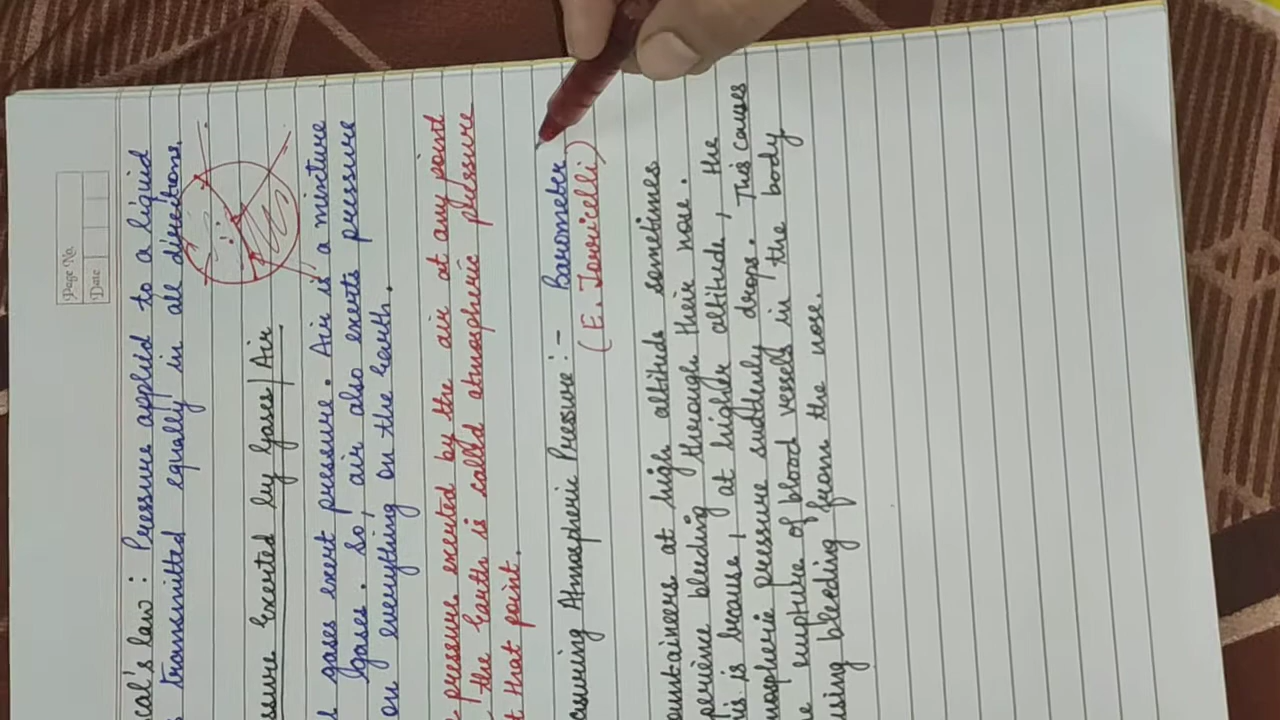 Page No.
Date
cal's law : Pressure applied to a liquid
transmitted equally in all directions.
sure exerted by Gases/Air
gases exert pressure. Air is a mixture
gases. So, air also exerts pressure
on everything on the Earth.
pressure exerted by the air at any point
the Earth is called atmospheric pressure
t that point.
asuring Atmospheric Pressure :- Barometer
(E. Torricelli)
ountaineers at high altitude sometimes
perience bleeding through their nose.
is is because, at higher altitude, the
mospheric pressure suddenly drops. This causes
e rupture of blood vessels in the body
using bleeding from the nose.